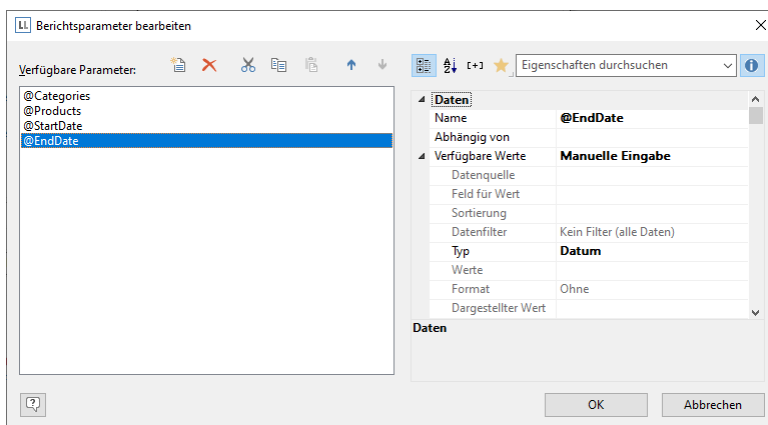 LL Berichtsparameter bearbeiten
Verfügbare Parameter:
[+] Eigenschaften durchsuchen
@Categories
@Products
@StartDate
@EndDate
Daten
Name @EndDate
Abhängig von
Verfügbare Werte Manuelle Eingabe
Datenquelle
Feld für Wert
Sortierung
Datenfilter Kein Filter (alle Daten)
Typ Datum
Werte
Format Ohne
Dargestellter Wert
Daten
OK Abbrechen